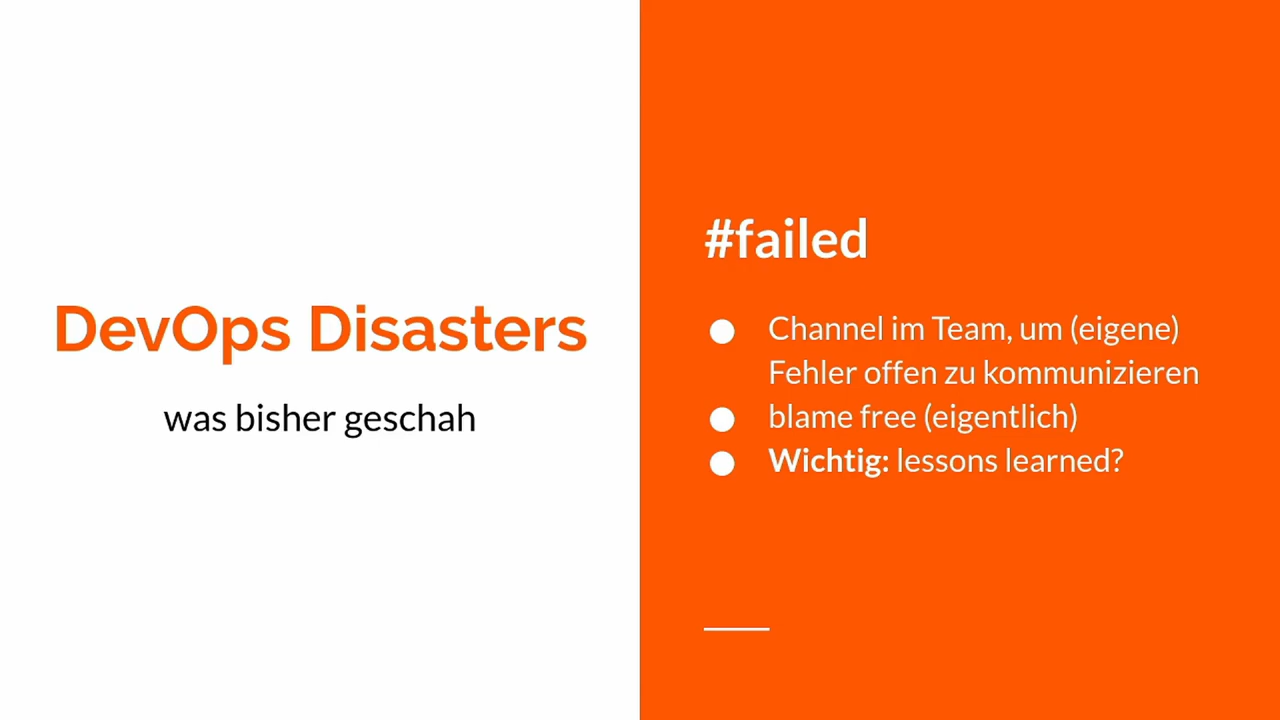 DevOps Disasters
was bisher geschah
#failed
● Channel im Team, um (eigene)
Fehler offen zu kommunizieren
● blame free (eigentlich)
● Wichtig: lessons learned?